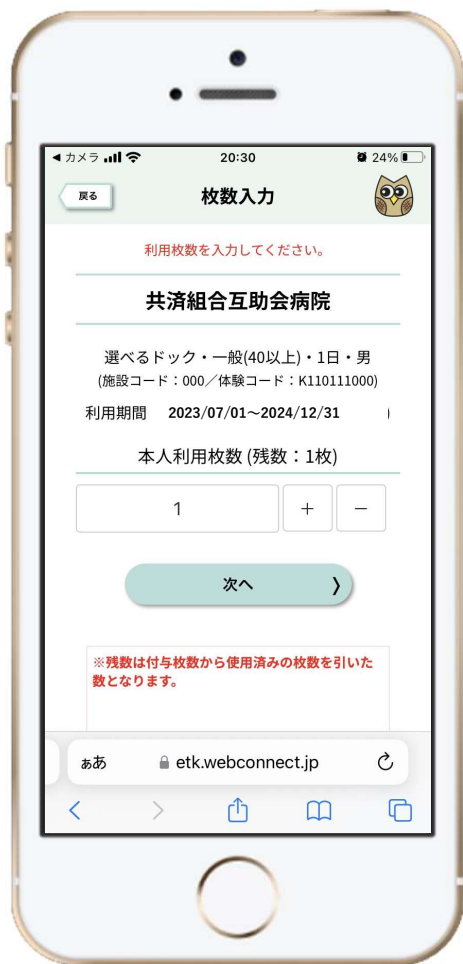 カメラ
20:30
24%
戻る
枚数入力
利用枚数を入力してください。
共済組合互助会病院
選べるドック・一般(40以上)・1日・男
(施設コード:000／体験コード:K110111000)
利用期間 2023/07/01~2024/12/31 )
本人利用枚数 (残数:1枚)
1 + −
次へ 〉
※残数は付与枚数から使用済みの枚数を引いた
数となります。
ぁあ etk.webconnect.jp